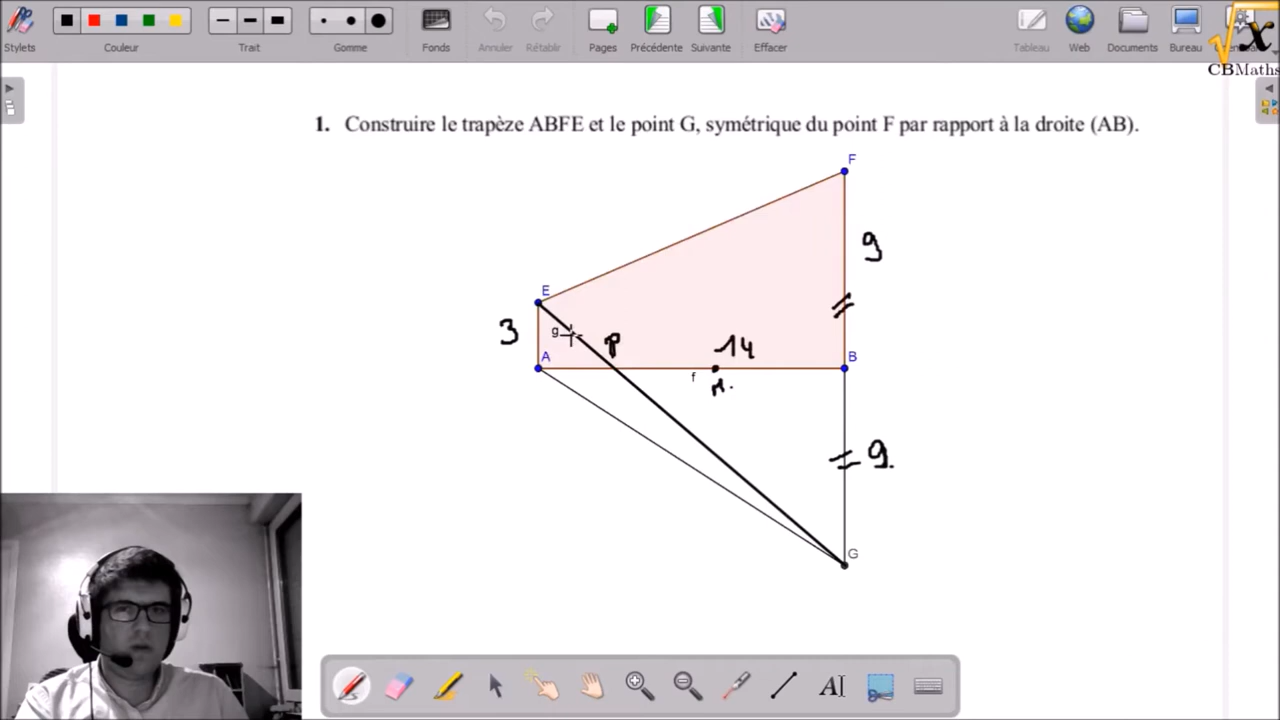 Stylets
Couleur
Trait
Gomme
Fonds
Annuler
Rétablir
Pages
Précédente
Suivante
Effacer
Tableau
Web
Documents
Bureau
CBMaths
1. Construire le trapèze ABFE et le point G, symétrique du point F par rapport à la droite (AB).
F
9
E
3
g
P
14
A
B
f
M.
9.
G
AI